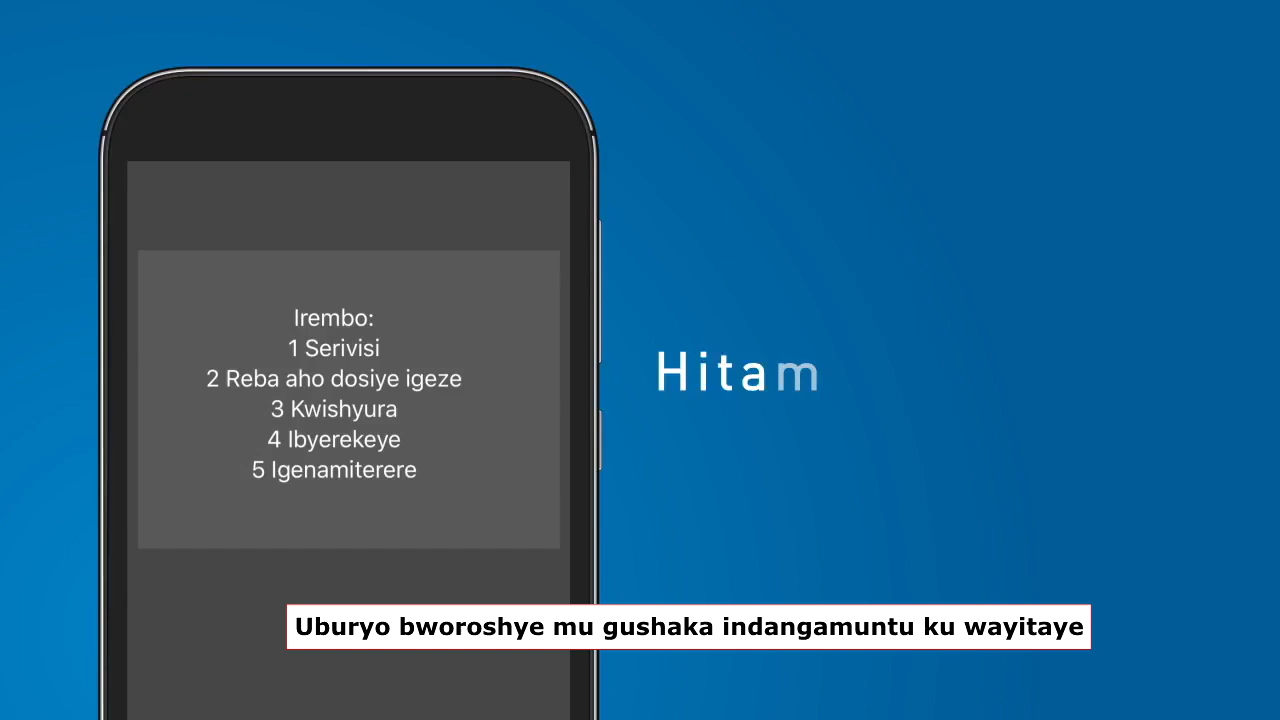 Irembo:
1 Serivisi
2 Reba aho dosiye igeze
3 Kwishyura
4 Ibyerekeye
5 Igenamiterere
Hitam
Uburyo bworoshye mu gushaka indangamuntu ku wayitaye